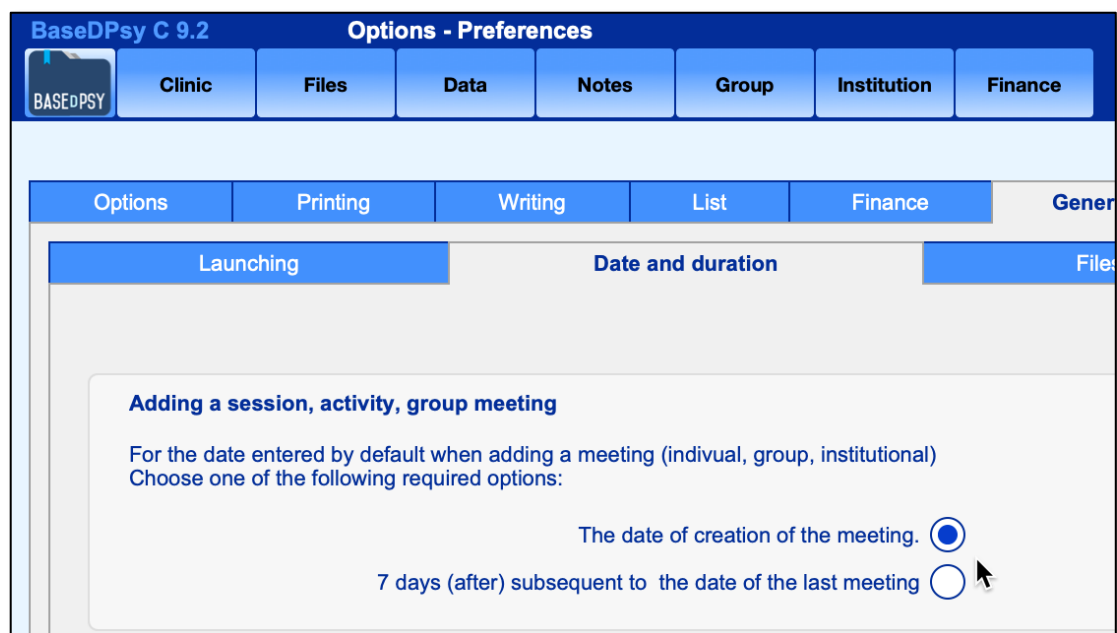 BaseDPsy C 9.2 Options - Preferences
BASEDPSY Clinic Files Data Notes Group Institution Finance
Options Printing Writing List Finance Gener
Launching Date and duration Files
Adding a session, activity, group meeting
For the date entered by default when adding a meeting (indivual, group, institutional)
Choose one of the following required options:
The date of creation of the meeting.
7 days (after) subsequent to the date of the last meeting